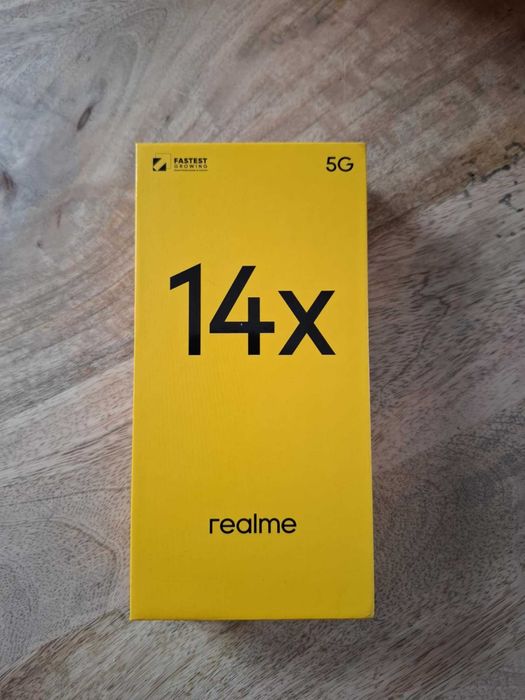 FASTEST
GROWING
5G
14x
realme